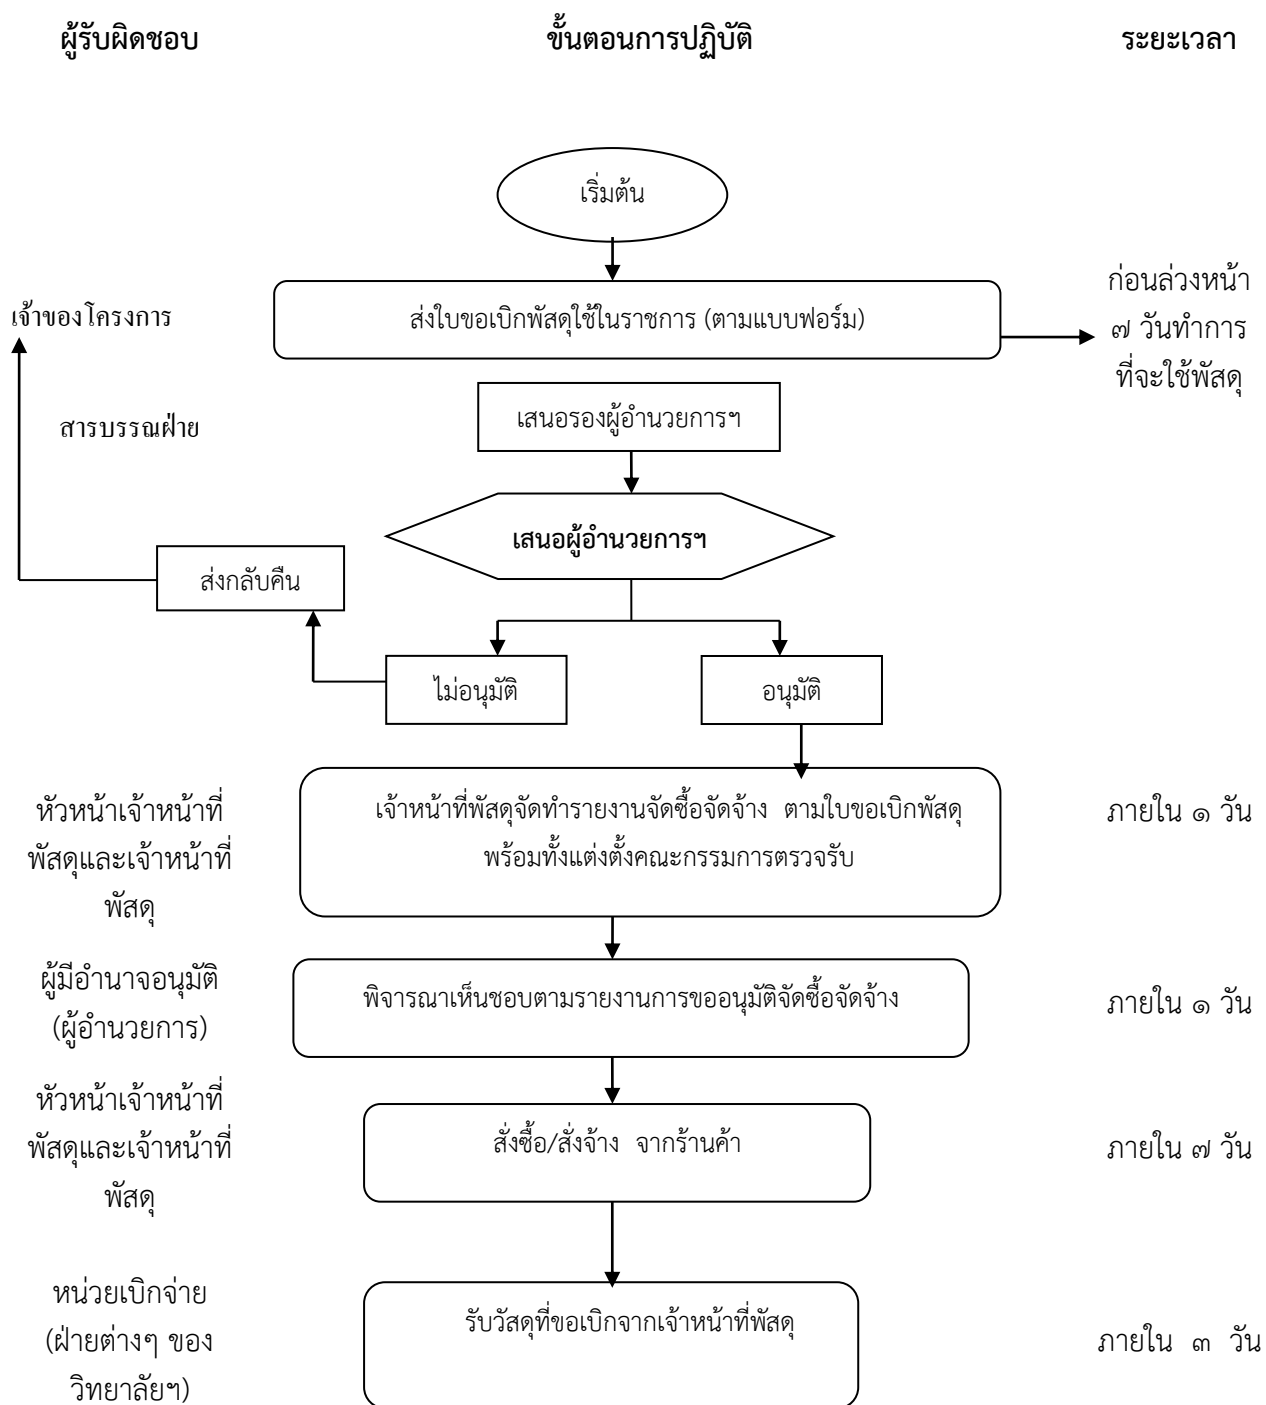 ผู้รับผิดชอบ ขั้นตอนการปฏิบัติ ระยะเวลา
เริ่มต้น
เจ้าของโครงการ
ส่งใบขอเบิกพัสดุใช้ในราชการ (ตามแบบฟอร์ม)
ก่อนล่วงหน้า
๗ วันทำการ
ที่จะใช้พัสดุ
สารบรรณฝ่าย
เสนอรองผู้อำนวยการฯ
เสนอผู้อำนวยการฯ
ส่งกลับคืน
ไม่อนุมัติ
อนุมัติ
หัวหน้าเจ้าหน้าที่
พัสดุและเจ้าหน้าที่
พัสดุ
เจ้าหน้าที่พัสดุจัดทำรายงานจัดซื้อจัดจ้าง ตามใบขอเบิกพัสดุ
พร้อมทั้งแต่งตั้งคณะกรรมการตรวจรับ
ภายใน ๑ วัน
ผู้มีอำนาจอนุมัติ
(ผู้อำนวยการ)
พิจารณาเห็นชอบตามรายงานการขออนุมัติจัดซื้อจัดจ้าง
ภายใน ๑ วัน
หัวหน้าเจ้าหน้าที่
พัสดุและเจ้าหน้าที่
พัสดุ
สั่งซื้อ/สั่งจ้าง จากร้านค้า
ภายใน ๗ วัน
หน่วยเบิกจ่าย
(ฝ่ายต่างๆ ของ
วิทยาลัยฯ)
รับวัสดุที่ขอเบิกจากเจ้าหน้าที่พัสดุ
ภายใน ๓ วัน